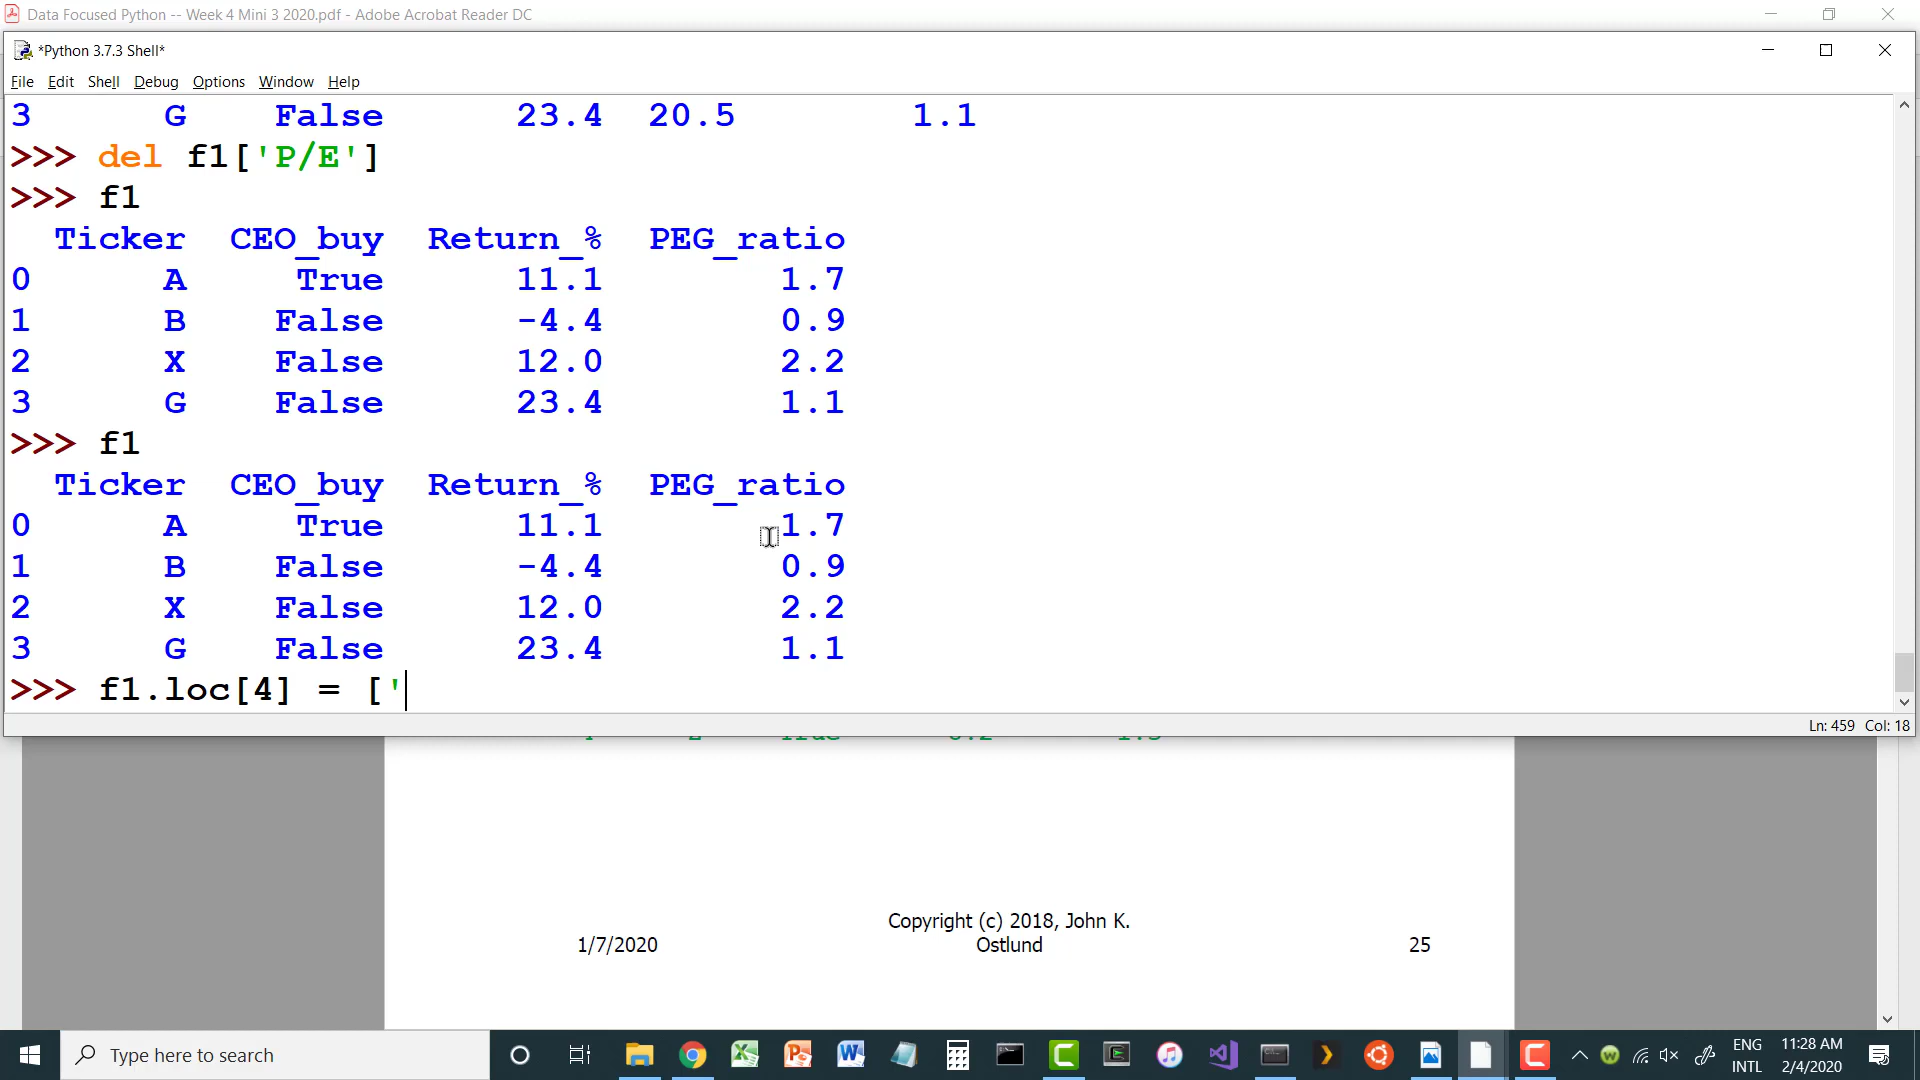 Data Focused Python -- Week 4 Mini 3 2020.pdf - Adobe Acrobat Reader DC
*Python 3.7.3 Shell*
File Edit Shell Debug Options Window Help
3 G False 23.4 20.5 1.1
>>> del f1['P/E']
>>> f1
Ticker CEO_buy Return_% PEG_ratio
0 A True 11.1 1.7
1 B False -4.4 0.9
2 X False 12.0 2.2
3 G False 23.4 1.1
>>> f1
Ticker CEO_buy Return_% PEG_ratio
0 A True 11.1 1.7
1 B False -4.4 0.9
2 X False 12.0 2.2
3 G False 23.4 1.1
>>> f1.loc[4] = ['
Ln: 459 Col: 18
Copyright (c) 2018, John K.
Ostlund
1/7/2020
25
Type here to search
ENG
INTL
11:28 AM
2/4/2020